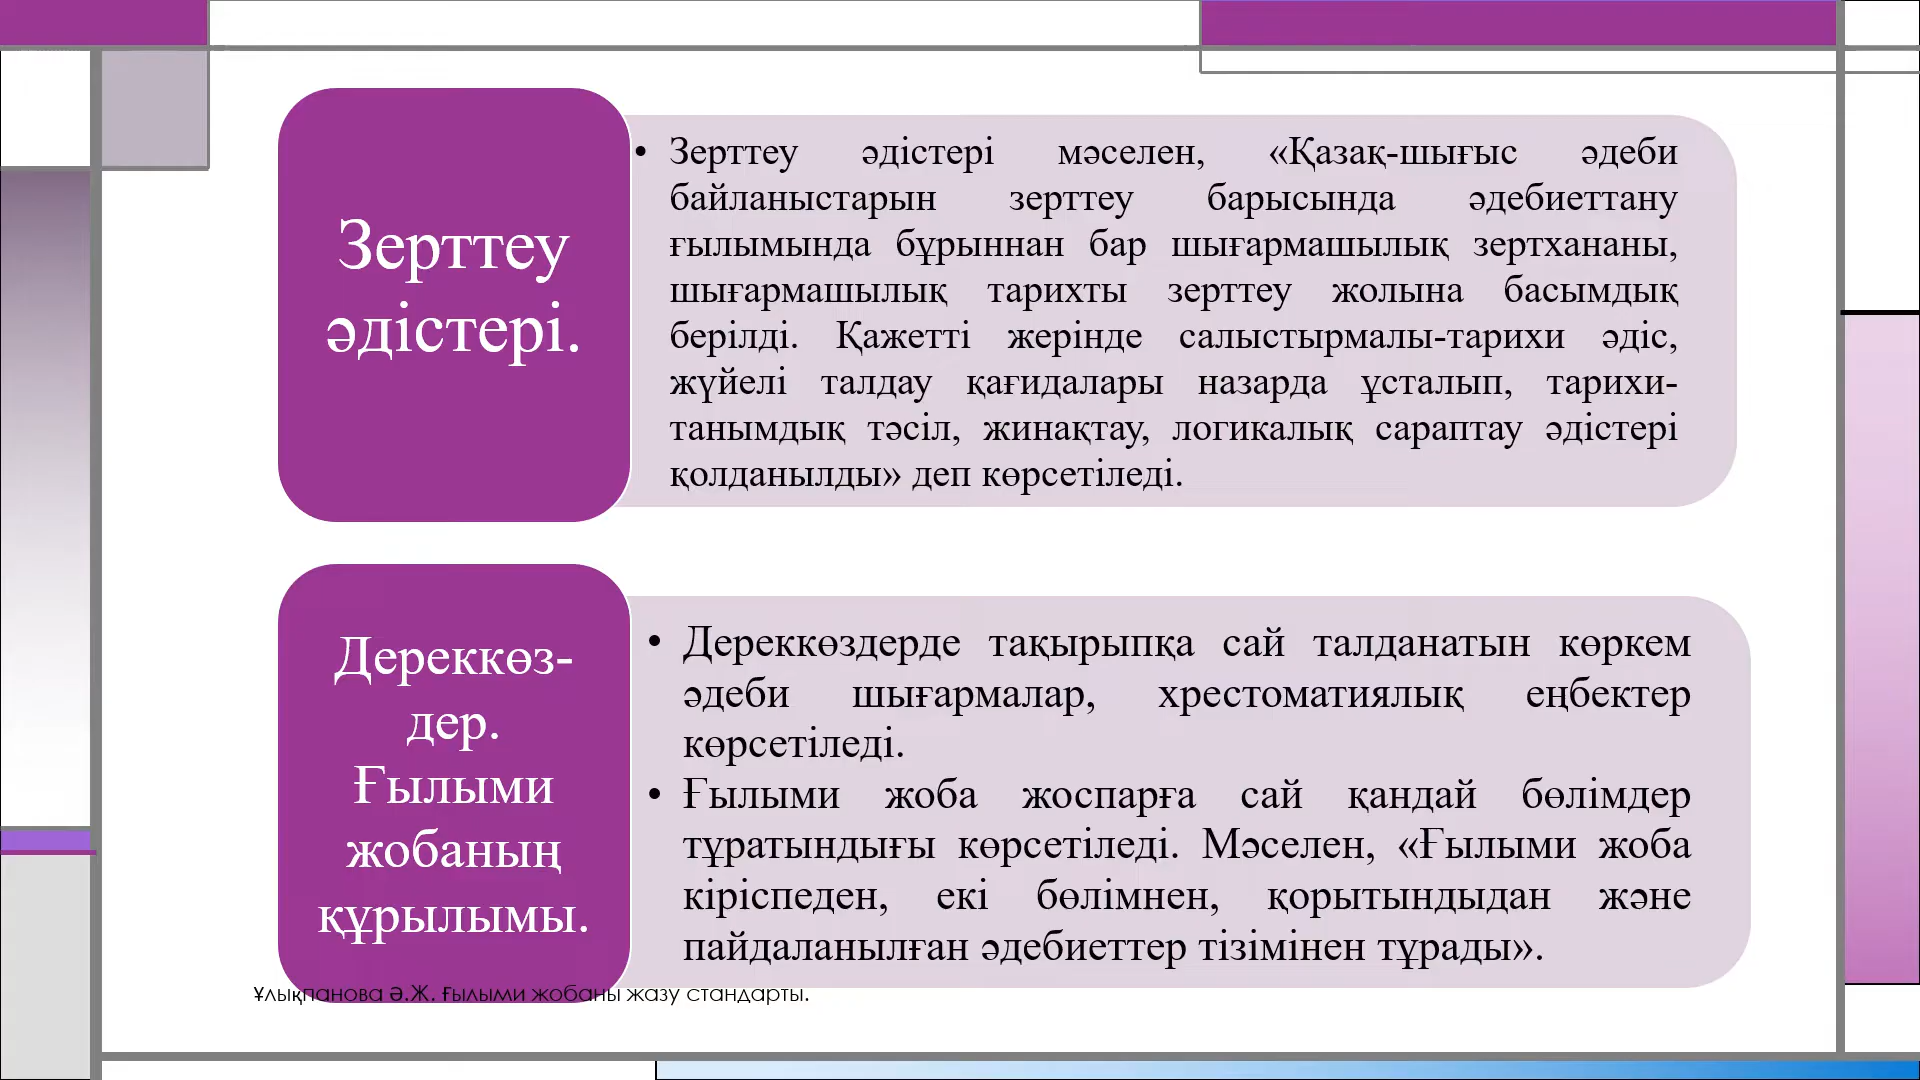 Зерттеу
әдістері.
• Зерттеу әдістері мәселен, «Қазақ-шығыс әдеби
байланыстарын зерттеу барысында әдебиеттану
ғылымында бұрыннан бар шығармашылық зертхананы,
шығармашылық тарихты зерттеу жолына басымдық
берілді. Қажетті жерінде салыстырмалы-тарихи әдіс,
жүйелі талдау қағидалары назарда ұсталып, тарихи-
танымдық тәсіл, жинақтау, логикалық сараптау әдістері
қолданылды» деп көрсетіледі.
Дереккөз-
дер.
Ғылыми
жобаның
құрылымы.
• Дереккөздерде тақырыпқа сай талданатын көркем
әдеби шығармалар, хрестоматиялық еңбектер
көрсетіледі.
• Ғылыми жоба жоспарға сай қандай бөлімдер
тұратындығы көрсетіледі. Мәселен, «Ғылыми жоба
кіріспеден, екі бөлімнен, қорытындыдан және
пайдаланылған әдебиеттер тізімінен тұрады».
Ұлықпанова Ә.Ж. Ғылыми жобаны жазу стандарты.